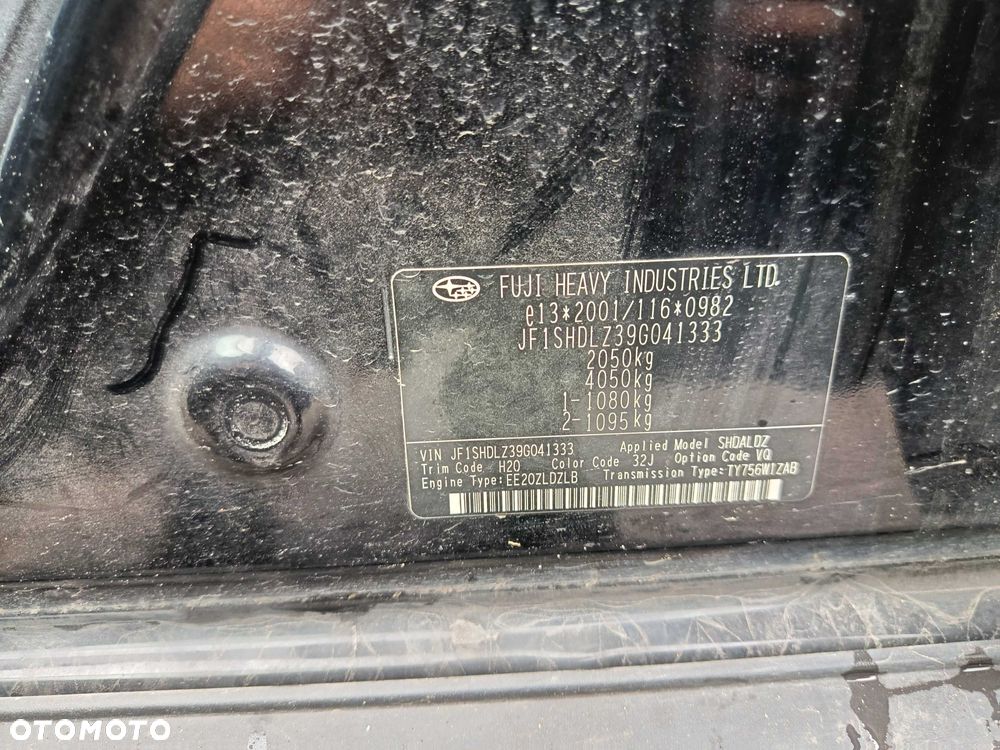 FUJI HEAVY INDUSTRIES LTD.
e13*2001/116*0982
JF1SHDLZ39G041333
2050kg
4050kg
1-1080kg
2-1095kg
VIN JF1SHDLZ39G041333 Applied Model SHDALDZ
Trim Code H20 Color Code 32J Option Code VQ
Engine Type:EE20ZLDZLB Transmission Type:TY756W1ZAB
OTOMOTO